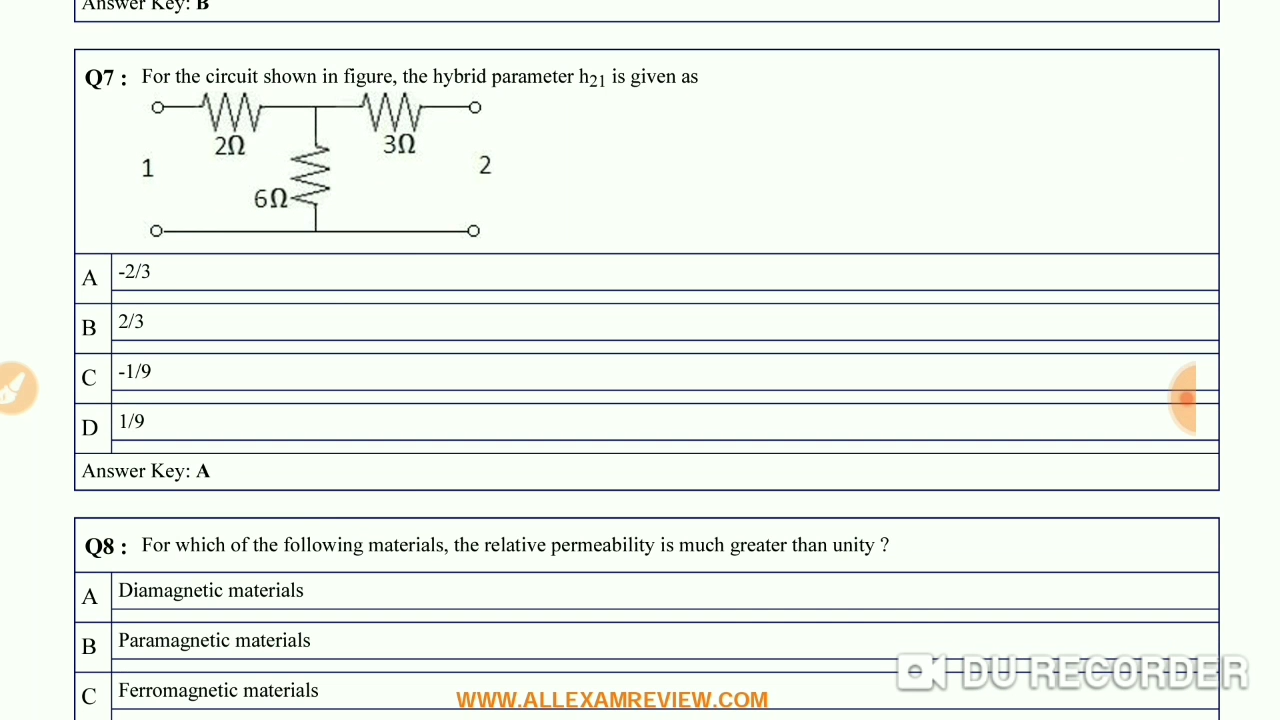 Answer Key: B
Q7 : For the circuit shown in figure, the hybrid parameter h21 is given as
2Ω
3Ω
1
2
6Ω
A -2/3
B 2/3
C -1/9
D 1/9
Answer Key: A
Q8 : For which of the following materials, the relative permeability is much greater than unity ?
A Diamagnetic materials
B Paramagnetic materials
C Ferromagnetic materials
DU RECORDER
WWW.ALLEXAMREVIEW.COM